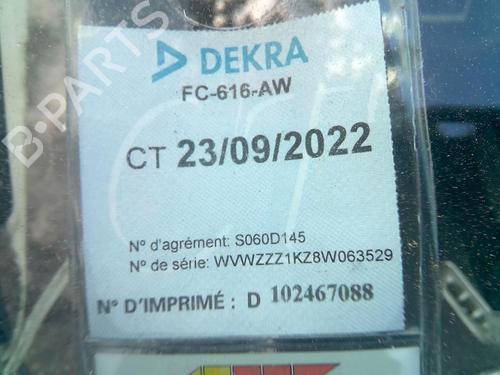 B-PARTS
DEKRA
FC-616-AW
CT 23/09/2022
N° d'agrément: S060D145
N° de série: WVWZZZ1KZ8W063529
N° D'IMPRIMÉ : D 102467088